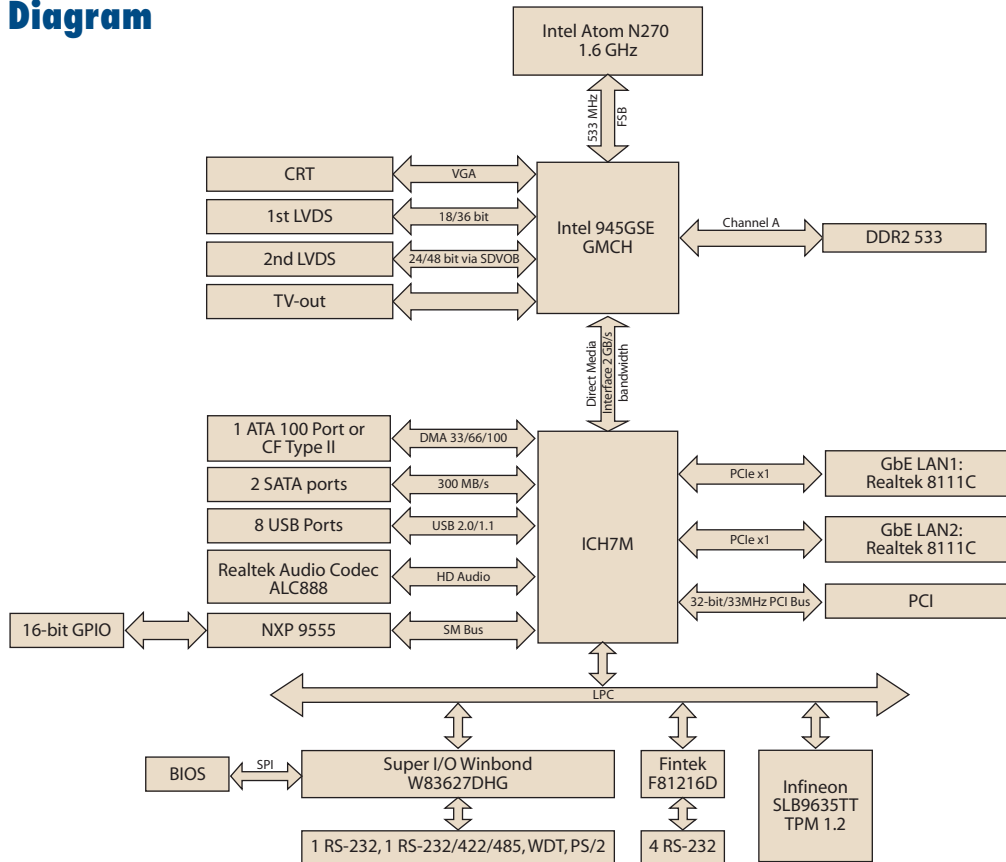 Diagram
Intel Atom N270
1.6 GHz
533 MHz
FSB
CRT
VGA
1st LVDS
18/36 bit
2nd LVDS
24/48 bit via SDVOB
TV-out
Intel 945GSE
GMCH
Channel A
DDR2 533
Direct Media
Interface 2 GB/s
bandwidth
1 ATA 100 Port or
CF Type II
DMA 33/66/100
2 SATA ports
300 MB/s
8 USB Ports
USB 2.0/1.1
Realtek Audio Codec
ALC888
HD Audio
16-bit GPIO
NXP 9555
SM Bus
ICH7M
PCIe x1
GbE LAN1:
Realtek 8111C
PCIe x1
GbE LAN2:
Realtek 8111C
32-bit/33MHz PCI Bus
PCI
LPC
BIOS
SPI
Super I/O Winbond
W83627DHG
Fintek
F81216D
Infineon
SLB9635TT
TPM 1.2
1 RS-232, 1 RS-232/422/485, WDT, PS/2
4 RS-232